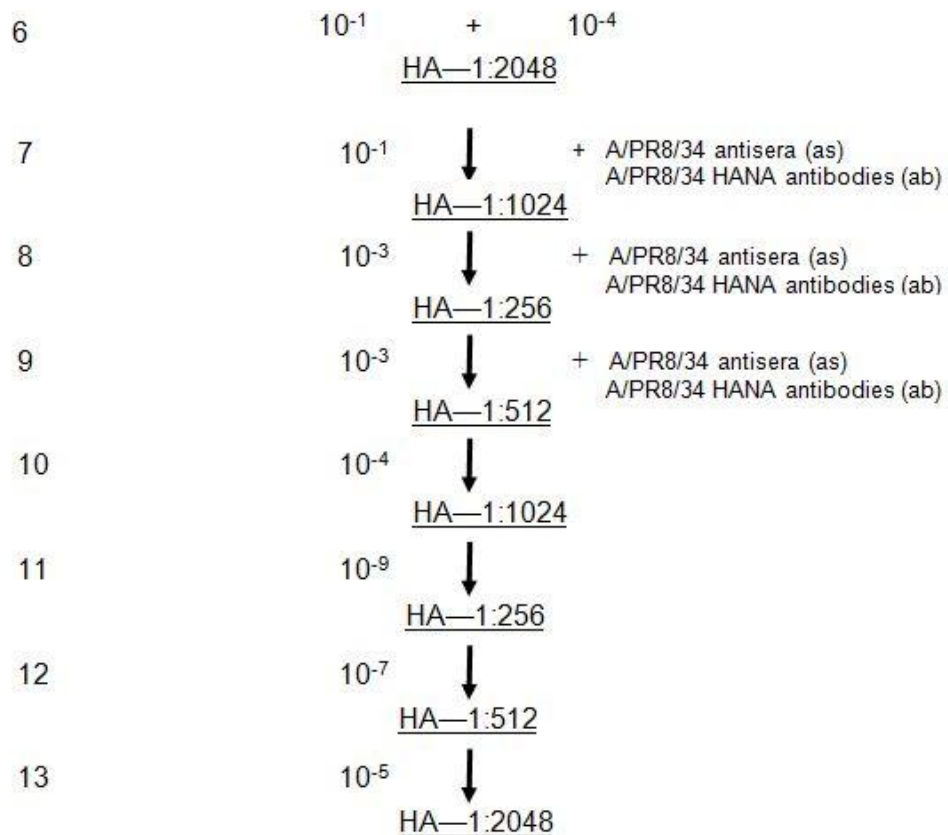 6 10⁻¹ + 10⁻⁴
HA—1:2048
7 10⁻¹ + A/PR8/34 antisera (as)
A/PR8/34 HANA antibodies (ab)
HA—1:1024
8 10⁻³ + A/PR8/34 antisera (as)
A/PR8/34 HANA antibodies (ab)
HA—1:256
9 10⁻³ + A/PR8/34 antisera (as)
A/PR8/34 HANA antibodies (ab)
HA—1:512
10 10⁻⁴
HA—1:1024
11 10⁻⁹
HA—1:256
12 10⁻⁷
HA—1:512
13 10⁻⁵
HA—1:2048